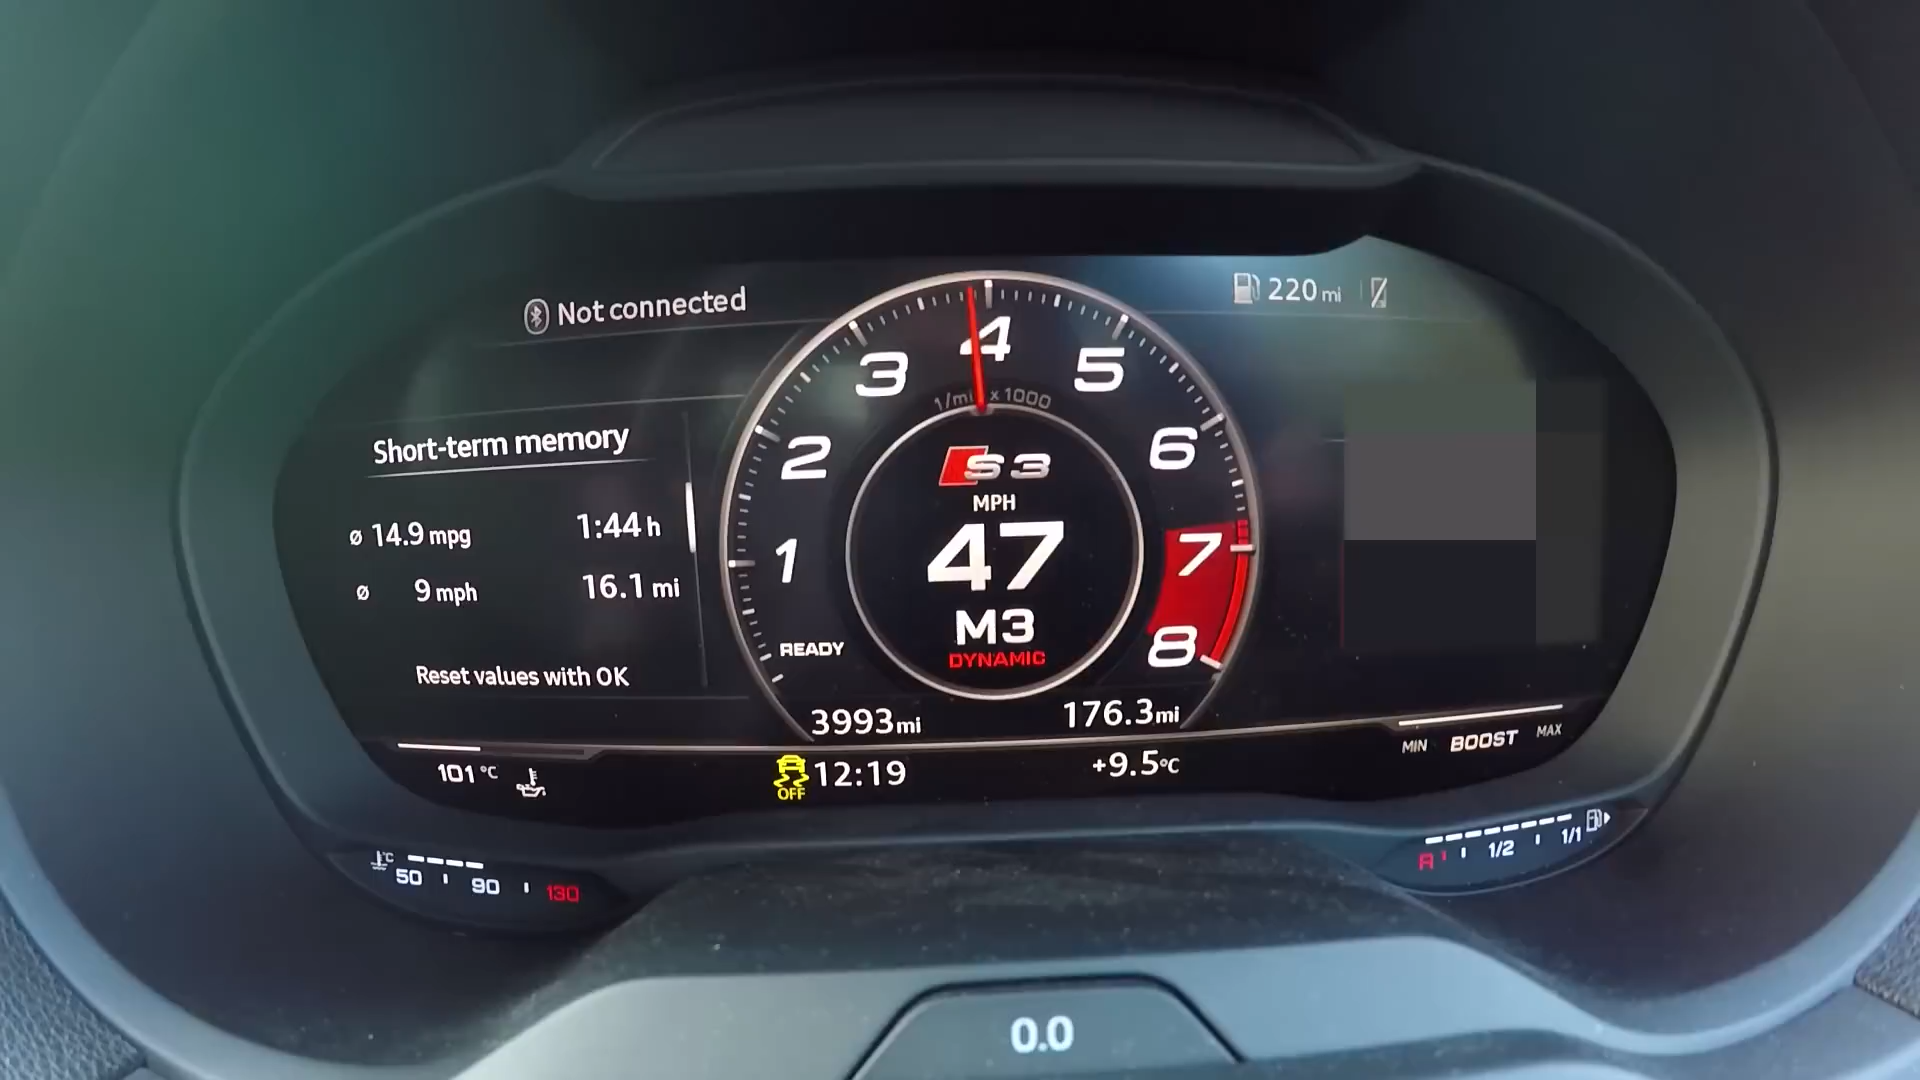 Not connected
220 mi
Short-term memory
ø 14.9 mpg 1:44 h
ø 9 mph 16.1 mi
Reset values with OK
1 2 3 4 5 6 7 8
1/min x 1000
S3
MPH
47
M3
DYNAMIC
READY
3993 mi 176.3 mi
101 °C
OFF 12:19
+9.5 °C
MIN BOOST MAX
°C 50 90 130
R 1/2 1/1
0.0